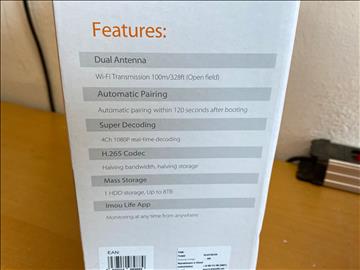 Features:
Dual Antenna
Wi-Fi Transmission 100m/328ft (Open field)
Automatic Pairing
Automatic pairing within 120 seconds after booting
Super Decoding
4Ch 1080P real-time decoding
H.265 Codec
Halving bandwidth, halving storage
Mass Storage
1 HDD storage, Up to 8TB
Imou Life App
Monitoring at any time from anywhere
EAN